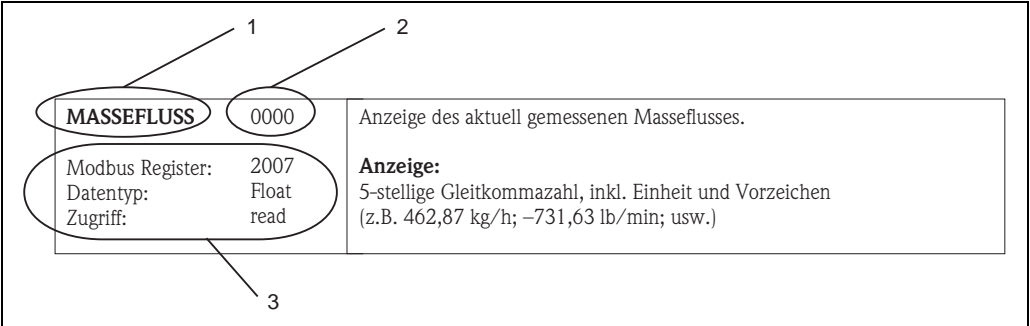 1 2
MASSEFLUSS 0000 Anzeige des aktuell gemessenen Masseflusses.
Modbus Register: 2007 Anzeige:
Datentyp: Float 5-stellige Gleitkommazahl, inkl. Einheit und Vorzeichen
Zugriff: read (z.B. 462,87 kg/h; –731,63 lb/min; usw.)
3